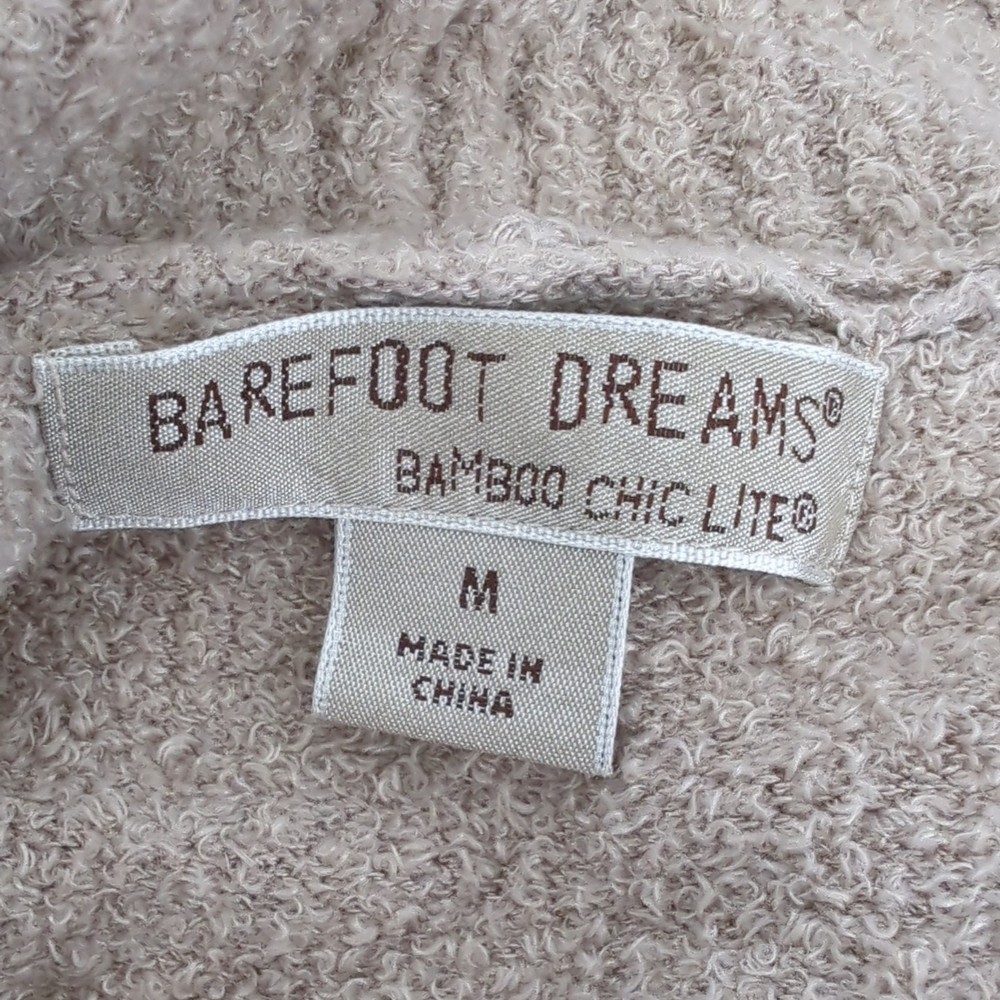 BAREFOOT DREAMS®
BAMBOO CHIC LITE®
M
MADE IN
CHINA